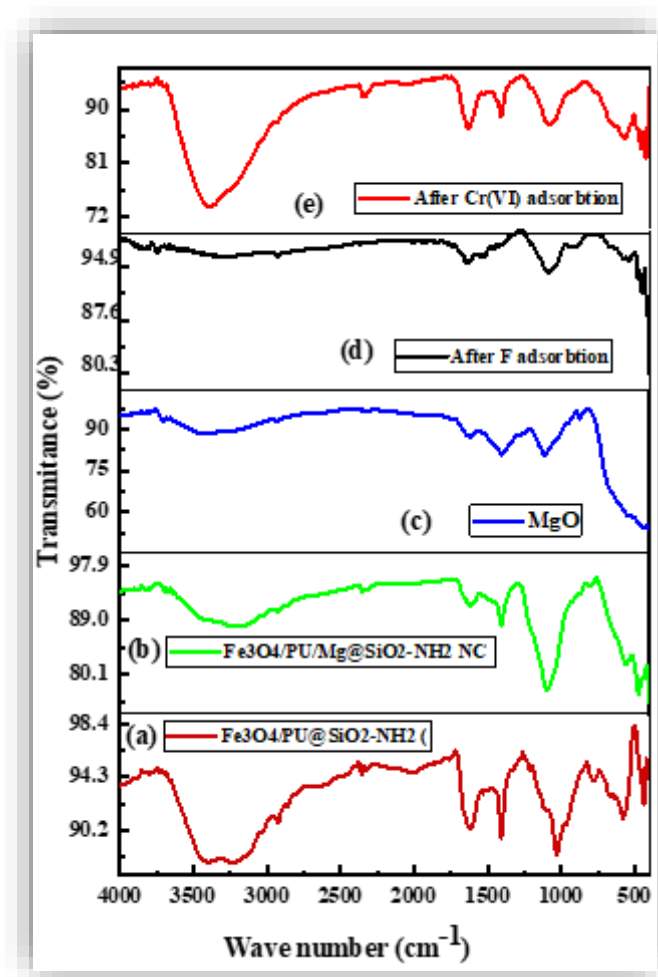 90
81
72
(e)
After Cr(VI) adsorbtion
94.9
87.6
80.3
(d)
After F adsorbtion
90
75
60
(c)
MgO
97.9
89.0
80.1
(b)
Fe3O4/PU/Mg@SiO2-NH2 NC
98.4
94.3
90.2
(a)
Fe3O4/PU@SiO2-NH2 (
Transmitance (%)
4000 3500 3000 2500 2000 1500 1000 500
Wave number (cm⁻¹)